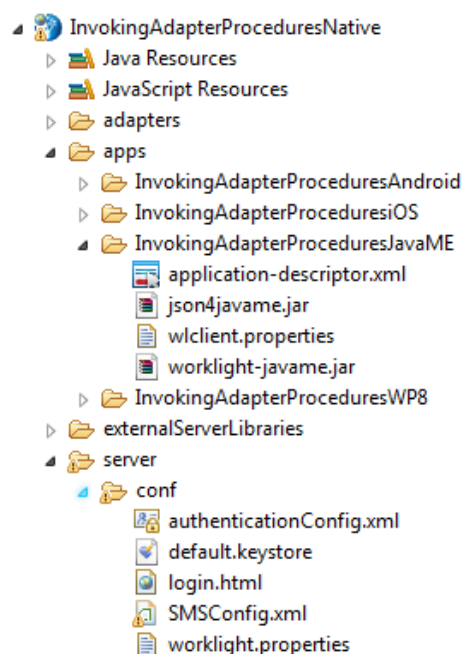 InvokingAdapterProceduresNative
Java Resources
JavaScript Resources
adapters
apps
InvokingAdapterProceduresAndroid
InvokingAdapterProceduresiOS
InvokingAdapterProceduresJavaME
application-descriptor.xml
json4javame.jar
wlclient.properties
worklight-javame.jar
InvokingAdapterProceduresWP8
externalServerLibraries
server
conf
authenticationConfig.xml
default.keystore
login.html
SMSConfig.xml
worklight.properties